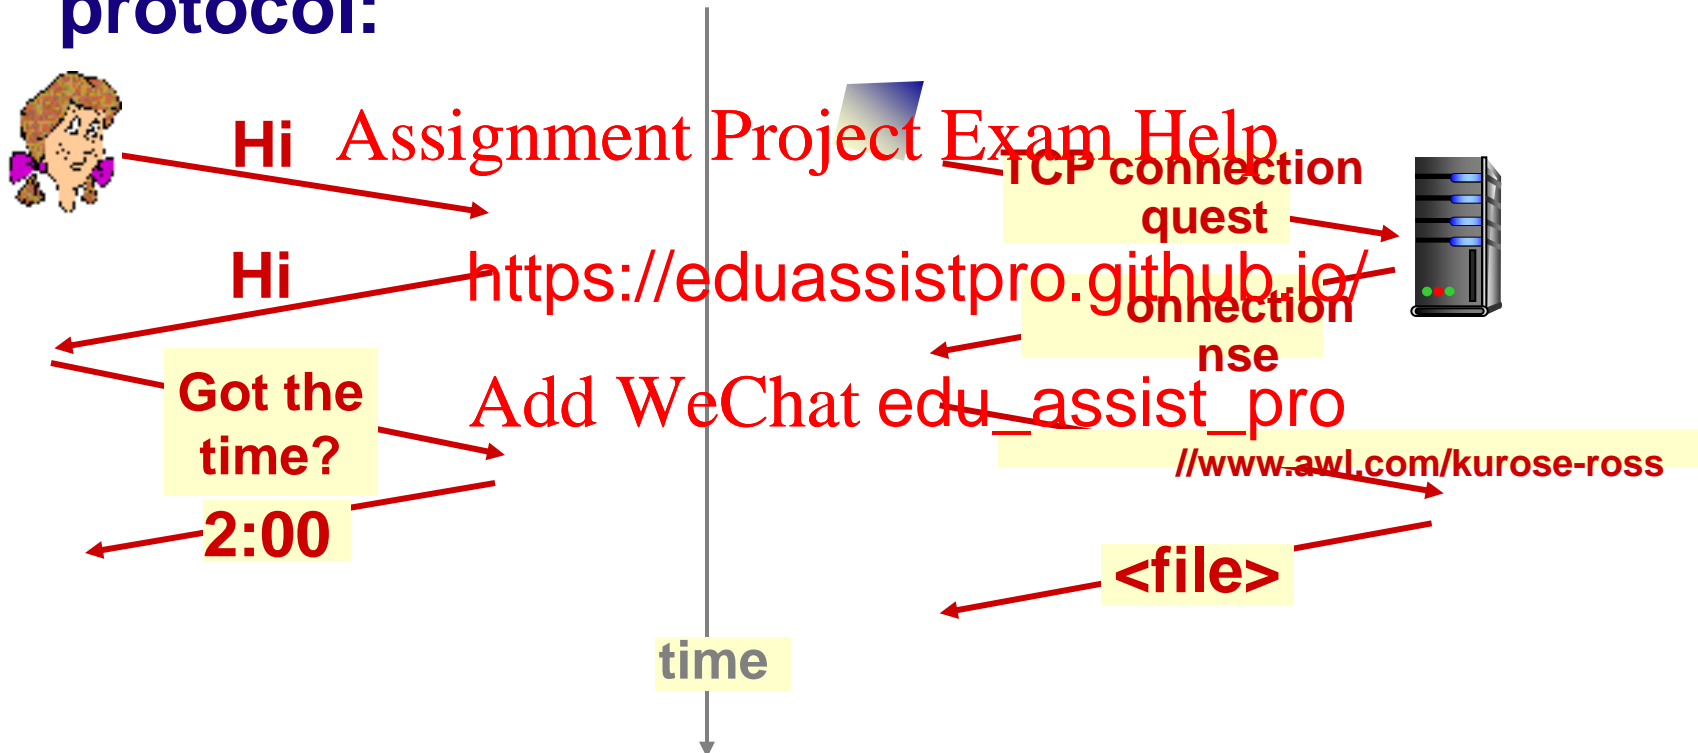 protocol:
Hi
Assignment Project Exam Help
TCP connection
quest
Hi
https://eduassistpro.github.io/
onnection
nse
Got the
time?
Add WeChat edu_assist_pro
//www.awl.com/kurose-ross
2:00
<file>
time